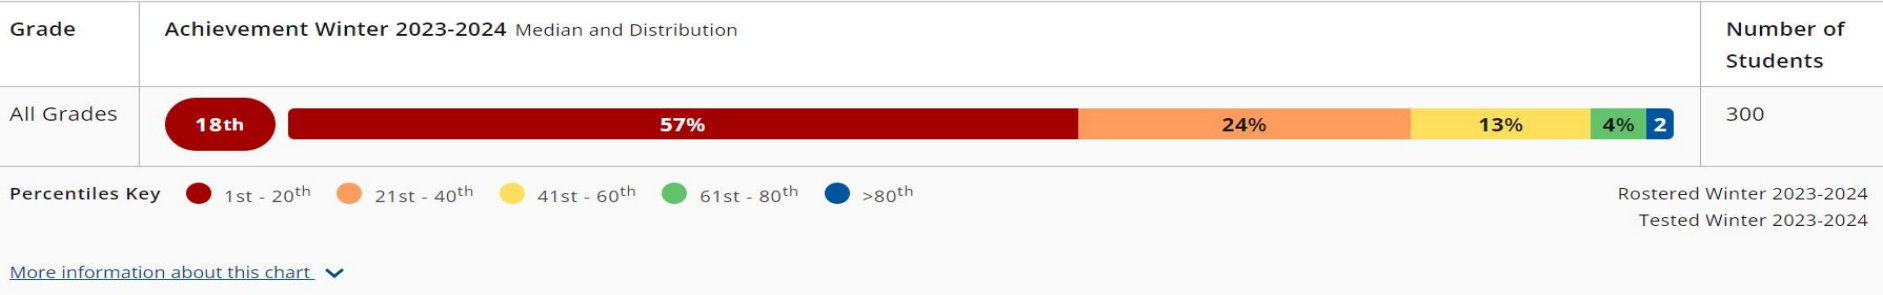 Grade
Achievement Winter 2023-2024 Median and Distribution
Number of
Students
All Grades
18th
57%
24%
13%
4%
2
300
Percentiles Key
1st - 20th
21st - 40th
41st - 60th
61st - 80th
>80th
Rostered Winter 2023-2024
Tested Winter 2023-2024
More information about this chart